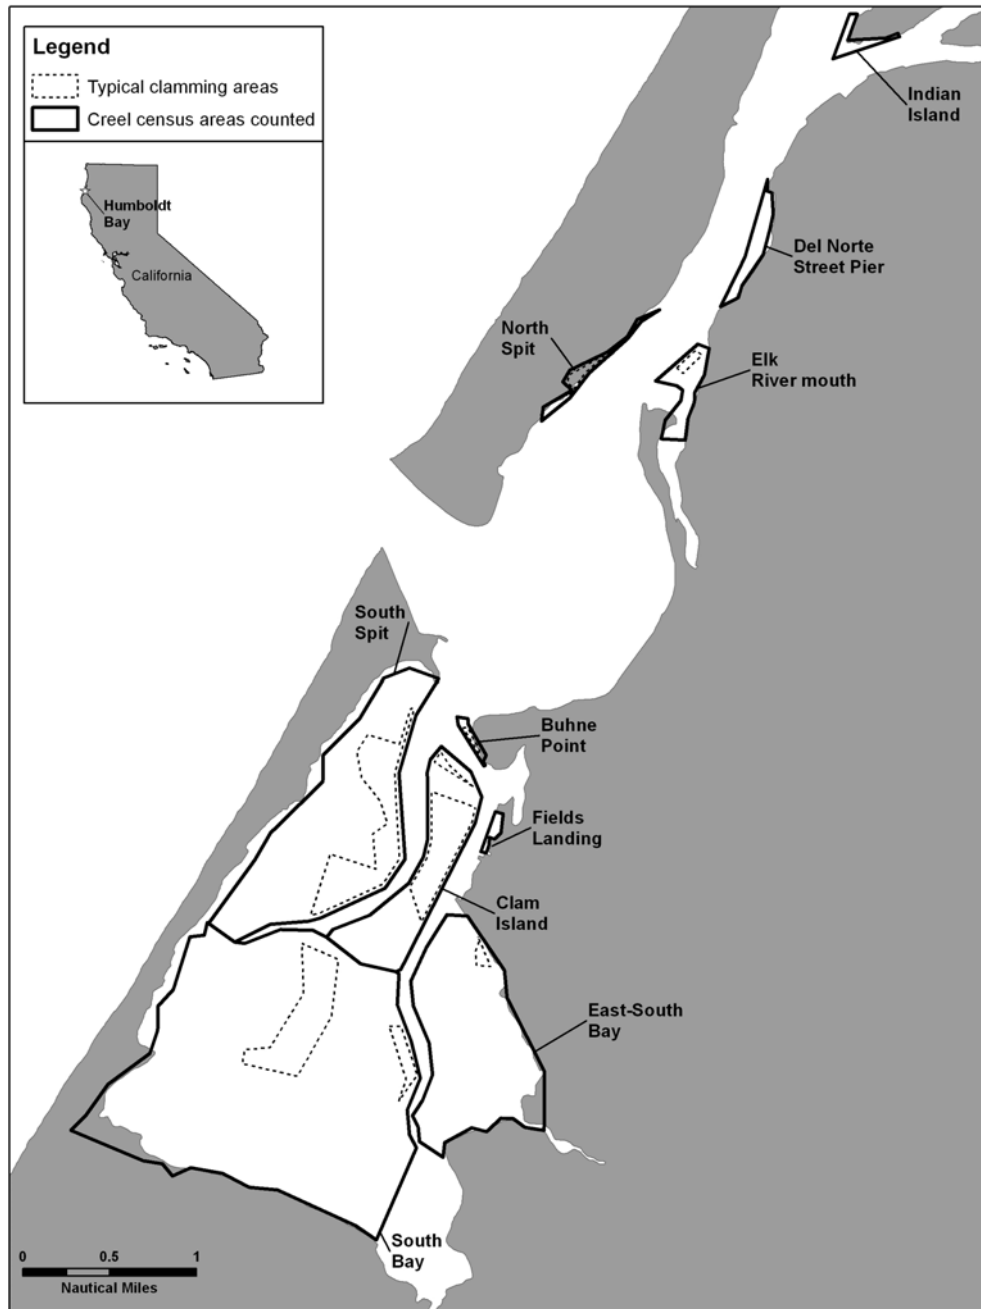 Legend
Typical clamming areas
Creel census areas counted
Humboldt
Bay
California
Indian
Island
Del Norte
Street Pier
North
Spit
Elk
River mouth
South
Spit
Buhne
Point
Fields
Landing
Clam
Island
East-South
Bay
South
Bay
0 0.5 1
Nautical Miles